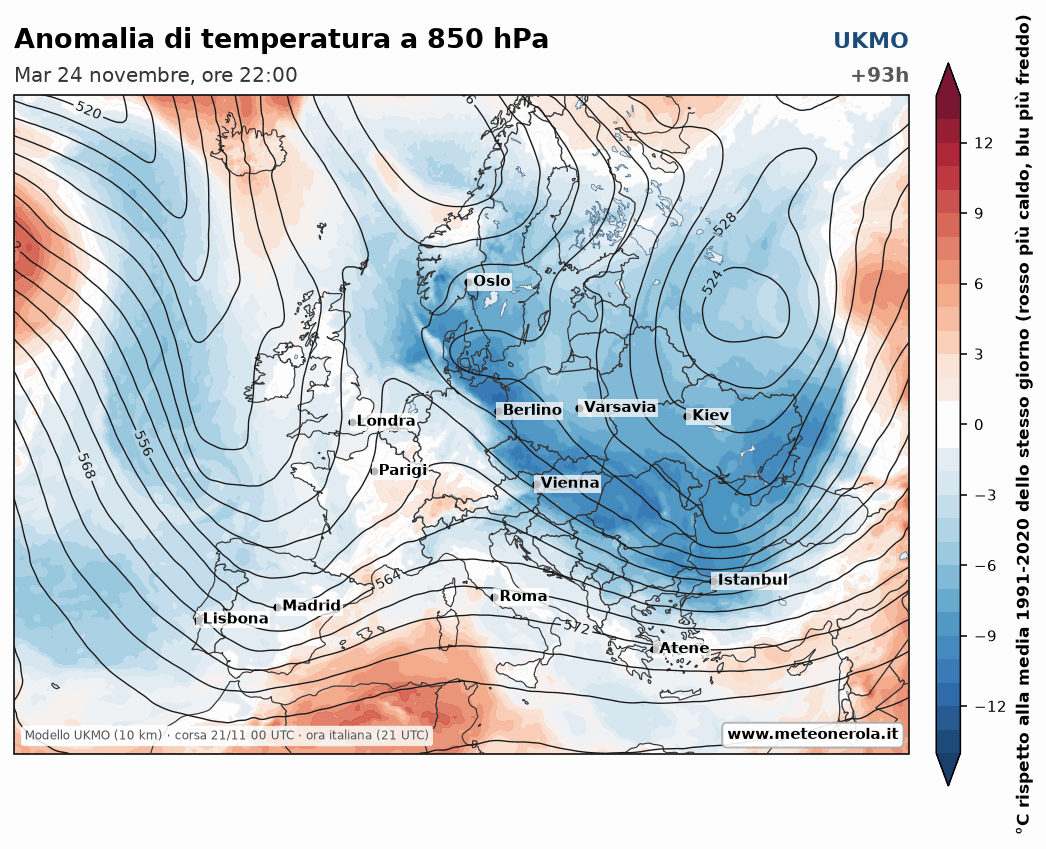 Anomalia di temperatura a 850 hPa
UKMO
Mar 24 novembre, ore 22:00
+93h
520
528
524
556
568
564
572
Oslo
Berlino
Varsavia
Kiev
Londra
Parigi
Vienna
Istanbul
Roma
Madrid
Lisbona
Atene
Modello UKMO (10 km) · corsa 21/11 00 UTC · ora italiana (21 UTC)
www.meteonerola.it
12
9
6
3
0
−3
−6
−9
−12
°C rispetto alla media 1991-2020 dello stesso giorno (rosso più caldo, blu più freddo)